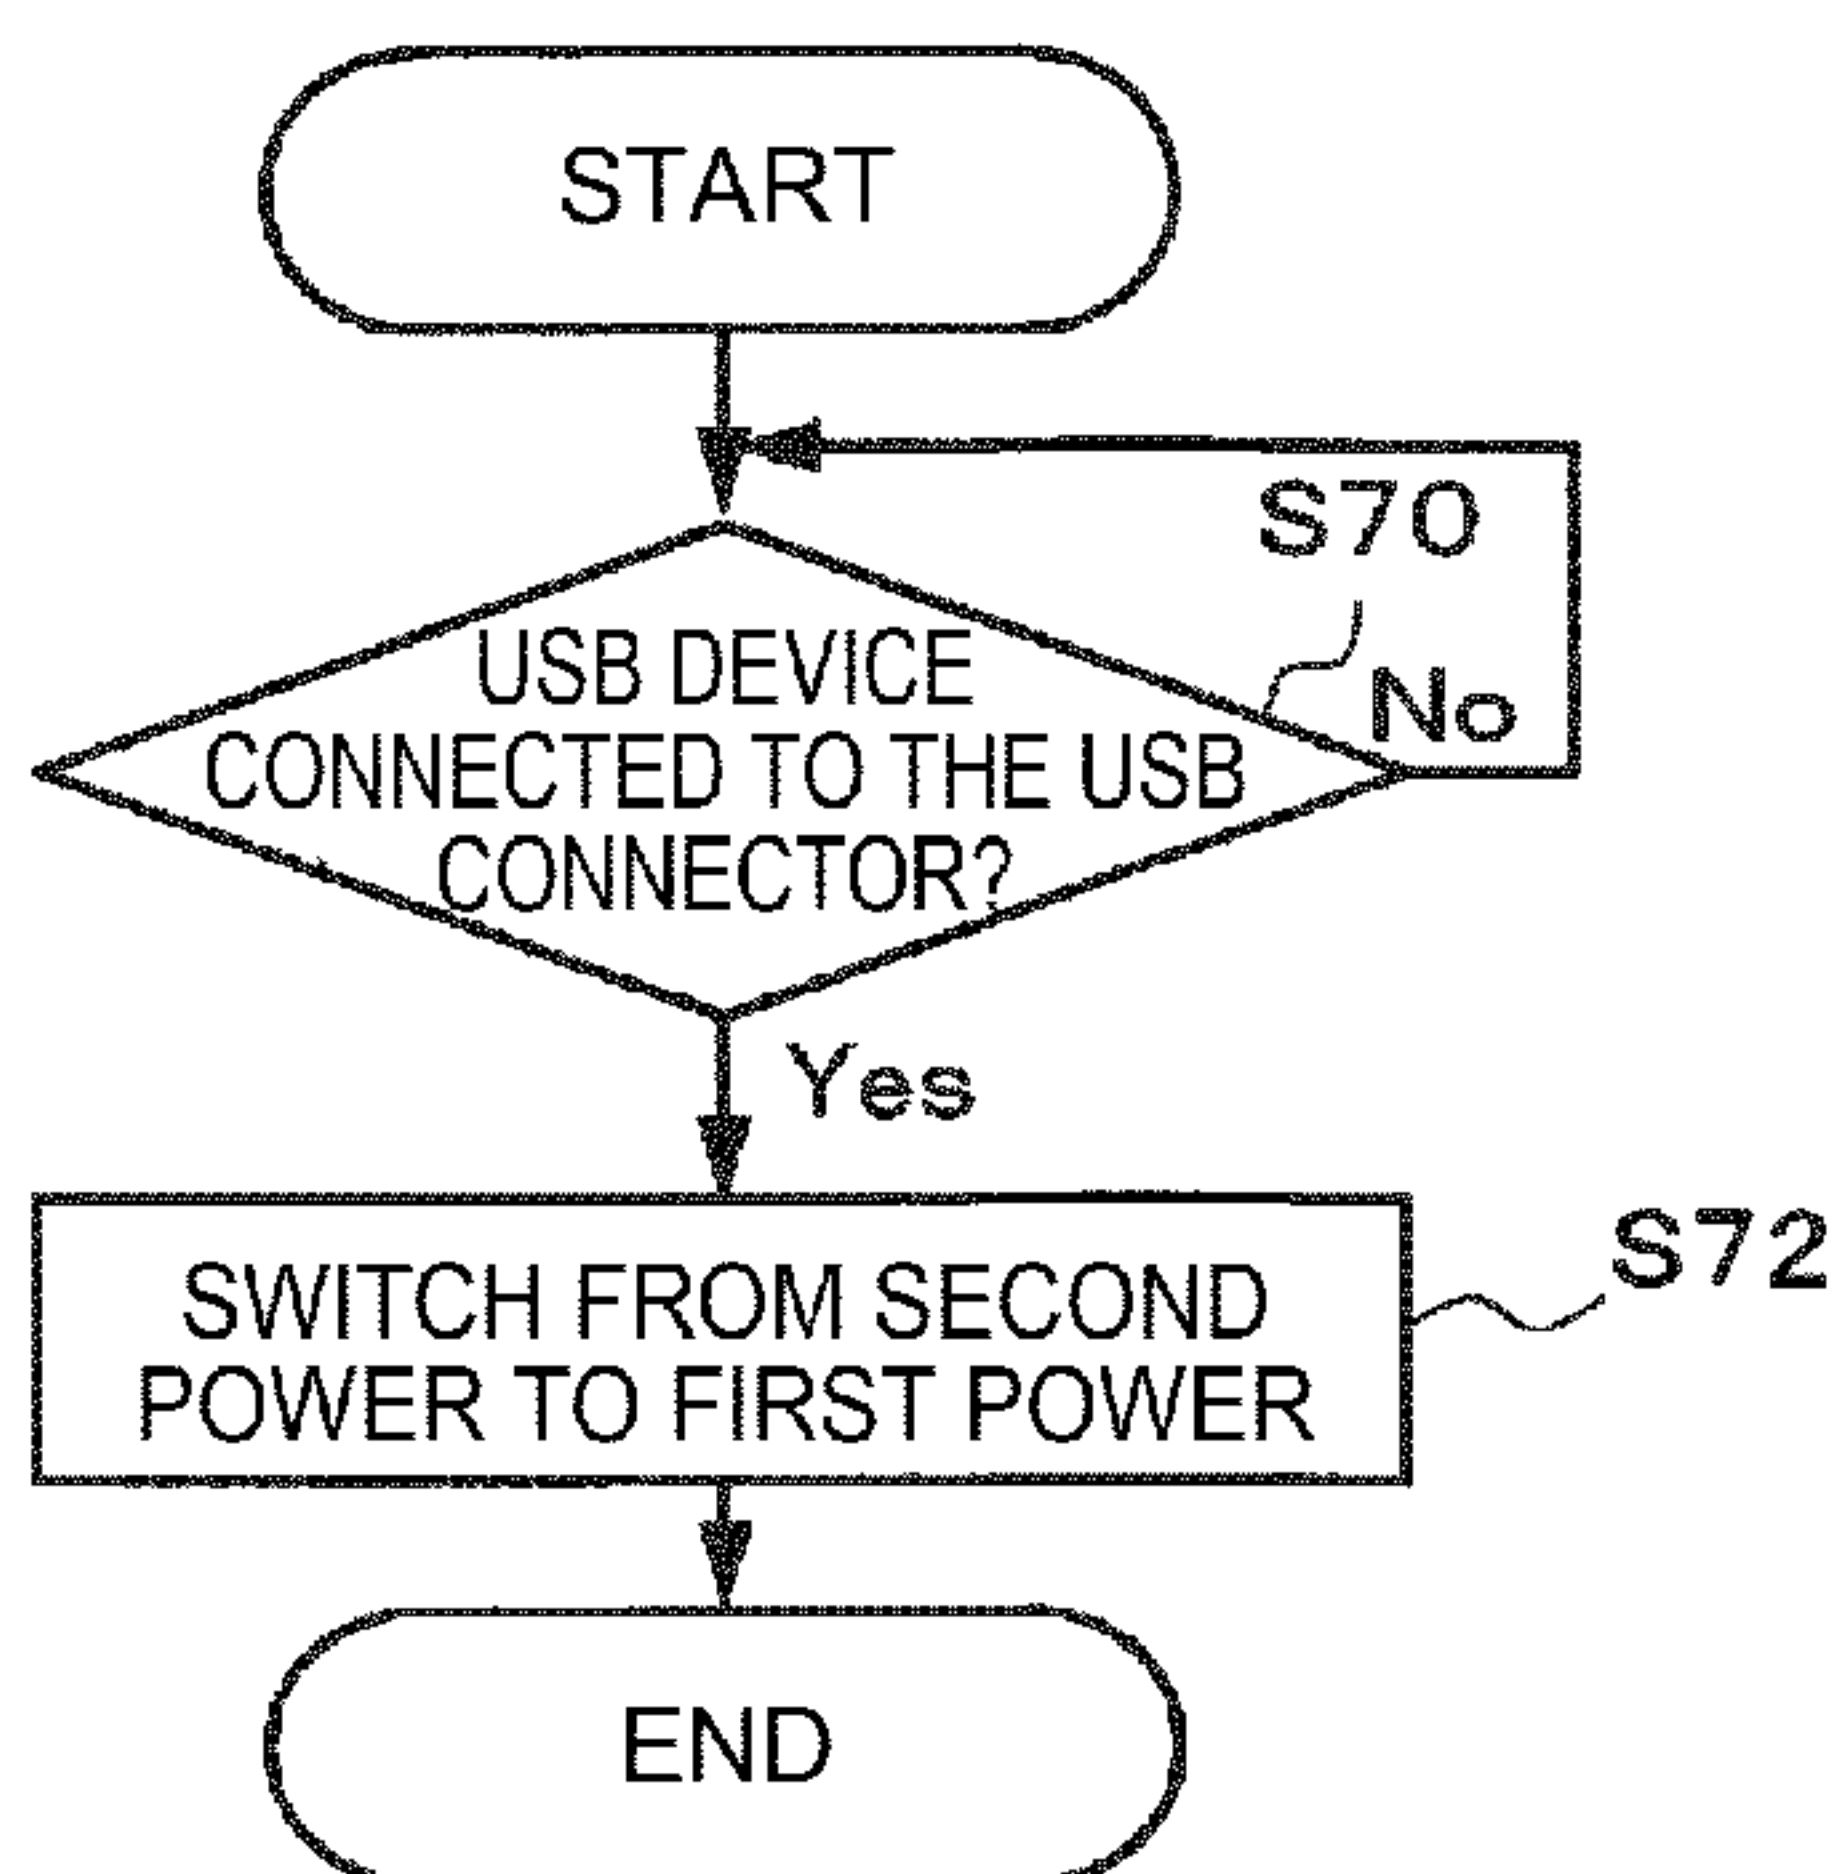 START
S70
USB DEVICE
No
CONNECTED TO THE USB
CONNECTOR?
Yes
SWITCH FROM SECOND
S72
POWER TO FIRST POWER
END